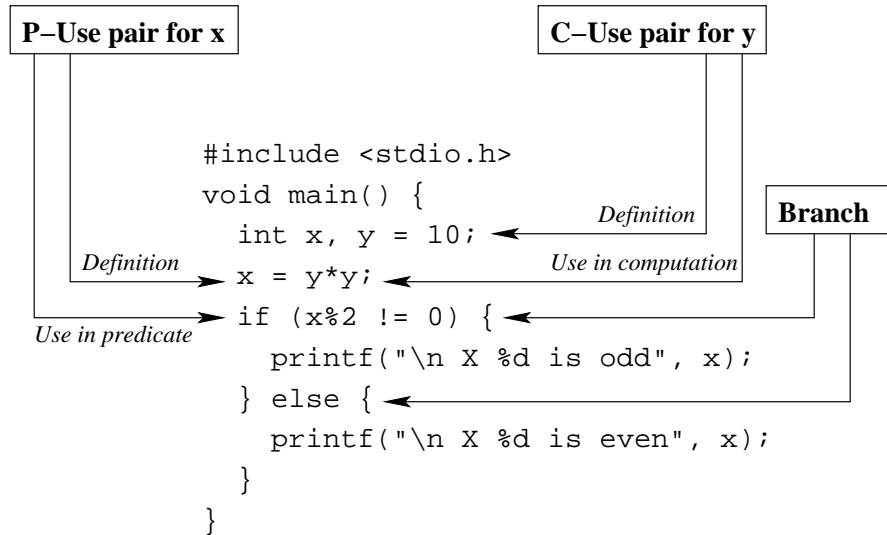 P–Use pair for x
C–Use pair for y
#include <stdio.h>
void main() {
Definition
Branch
int x, y = 10;
Definition
Use in computation
x = y*y;
if (x%2 != 0) {
Use in predicate
printf("\n X %d is odd", x);
} else {
printf("\n X %d is even", x);
}
}